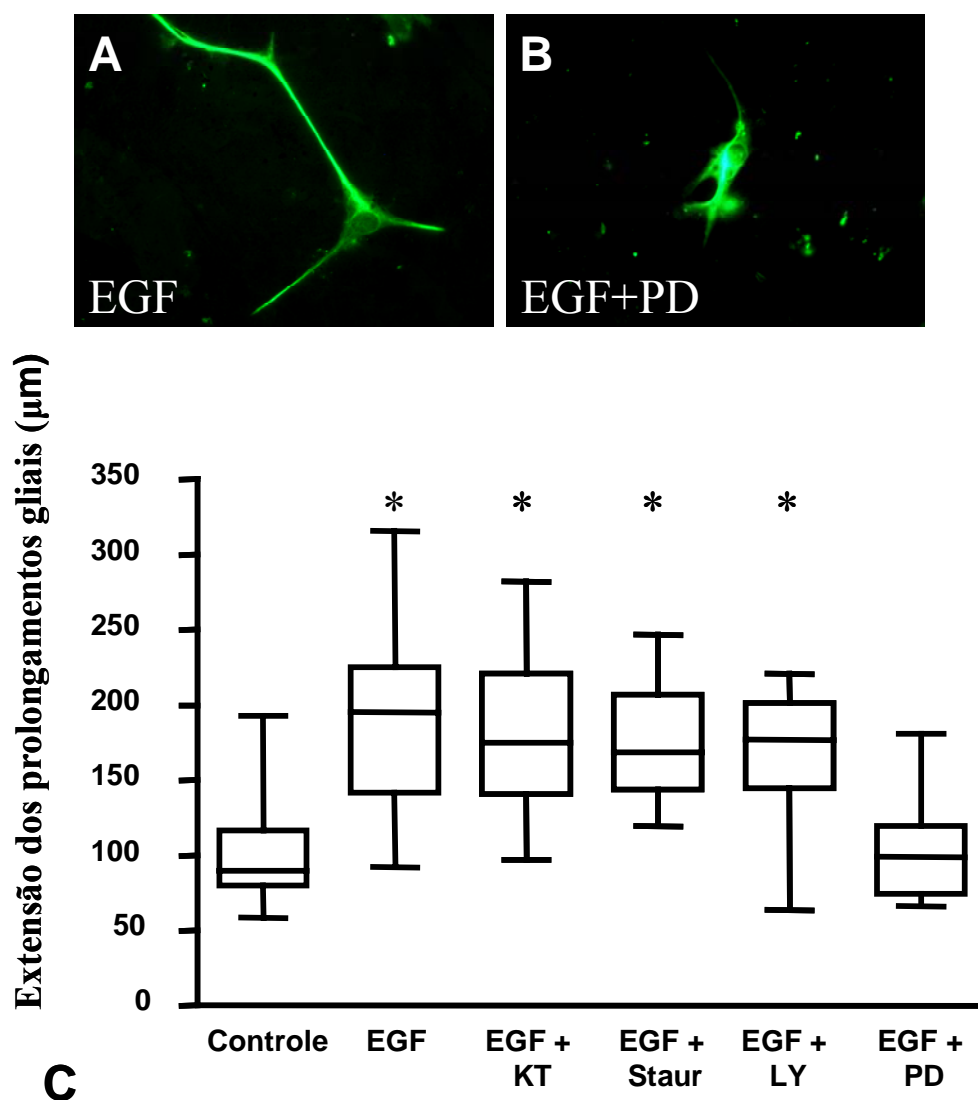 A
B
EGF
EGF+PD
Extensão dos prolongamentos gliais (µm)
350
300
250
200
150
100
50
0
* * * *
Controle
EGF
EGF +
KT
EGF +
Staur
EGF +
LY
EGF +
PD
C